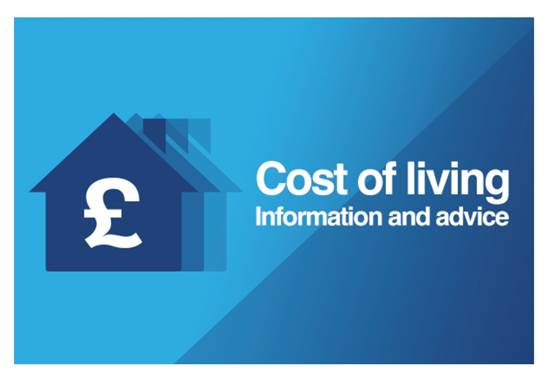 £
Cost of living
Information and advice